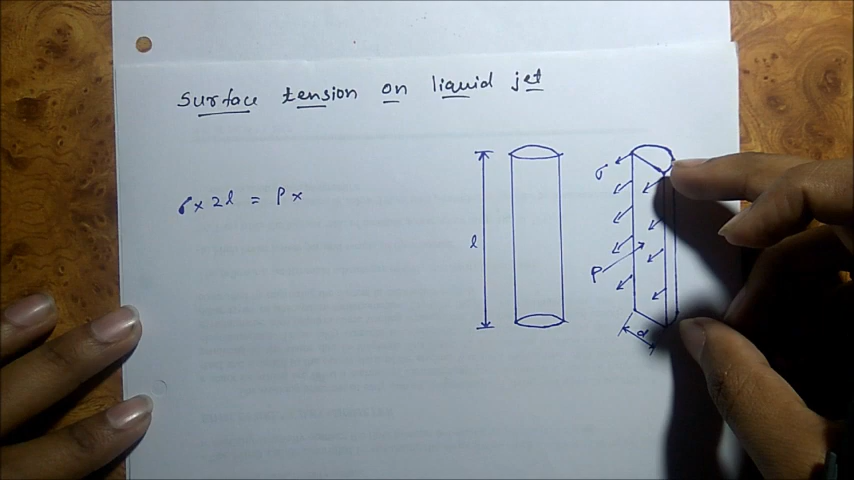 Surface tension on liquid jet
σ x 2l = P x
l
σ
P
d